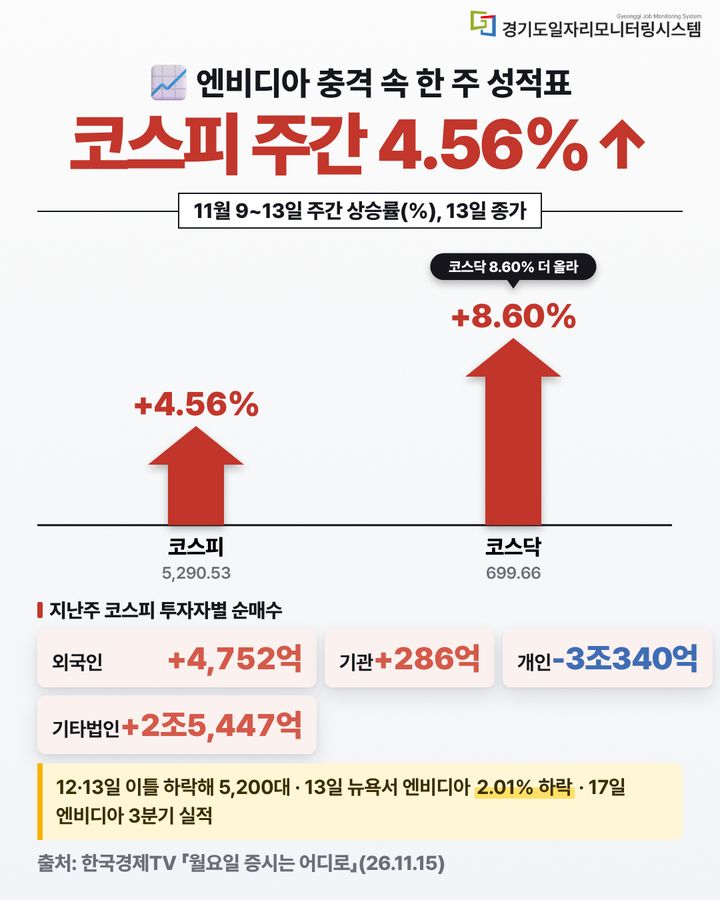 Gyeonggi Job Monitoring System
경기도일자리모니터링시스템
엔비디아 충격 속 한 주 성적표
코스피 주간 4.56%↑
11월 9~13일 주간 상승률(%), 13일 종가
코스닥 8.60% 더 올라
+8.60%
+4.56%
코스피
코스닥
5,290.53
699.66
지난주 코스피 투자자별 순매수
외국인 +4,752억
기관 +286억
개인 -3조340억
기타법인 +2조5,447억
12·13일 이틀 하락해 5,200대 · 13일 뉴욕서 엔비디아 2.01% 하락 · 17일
엔비디아 3분기 실적
출처: 한국경제TV 「월요일 증시는 어디로」(26.11.15)